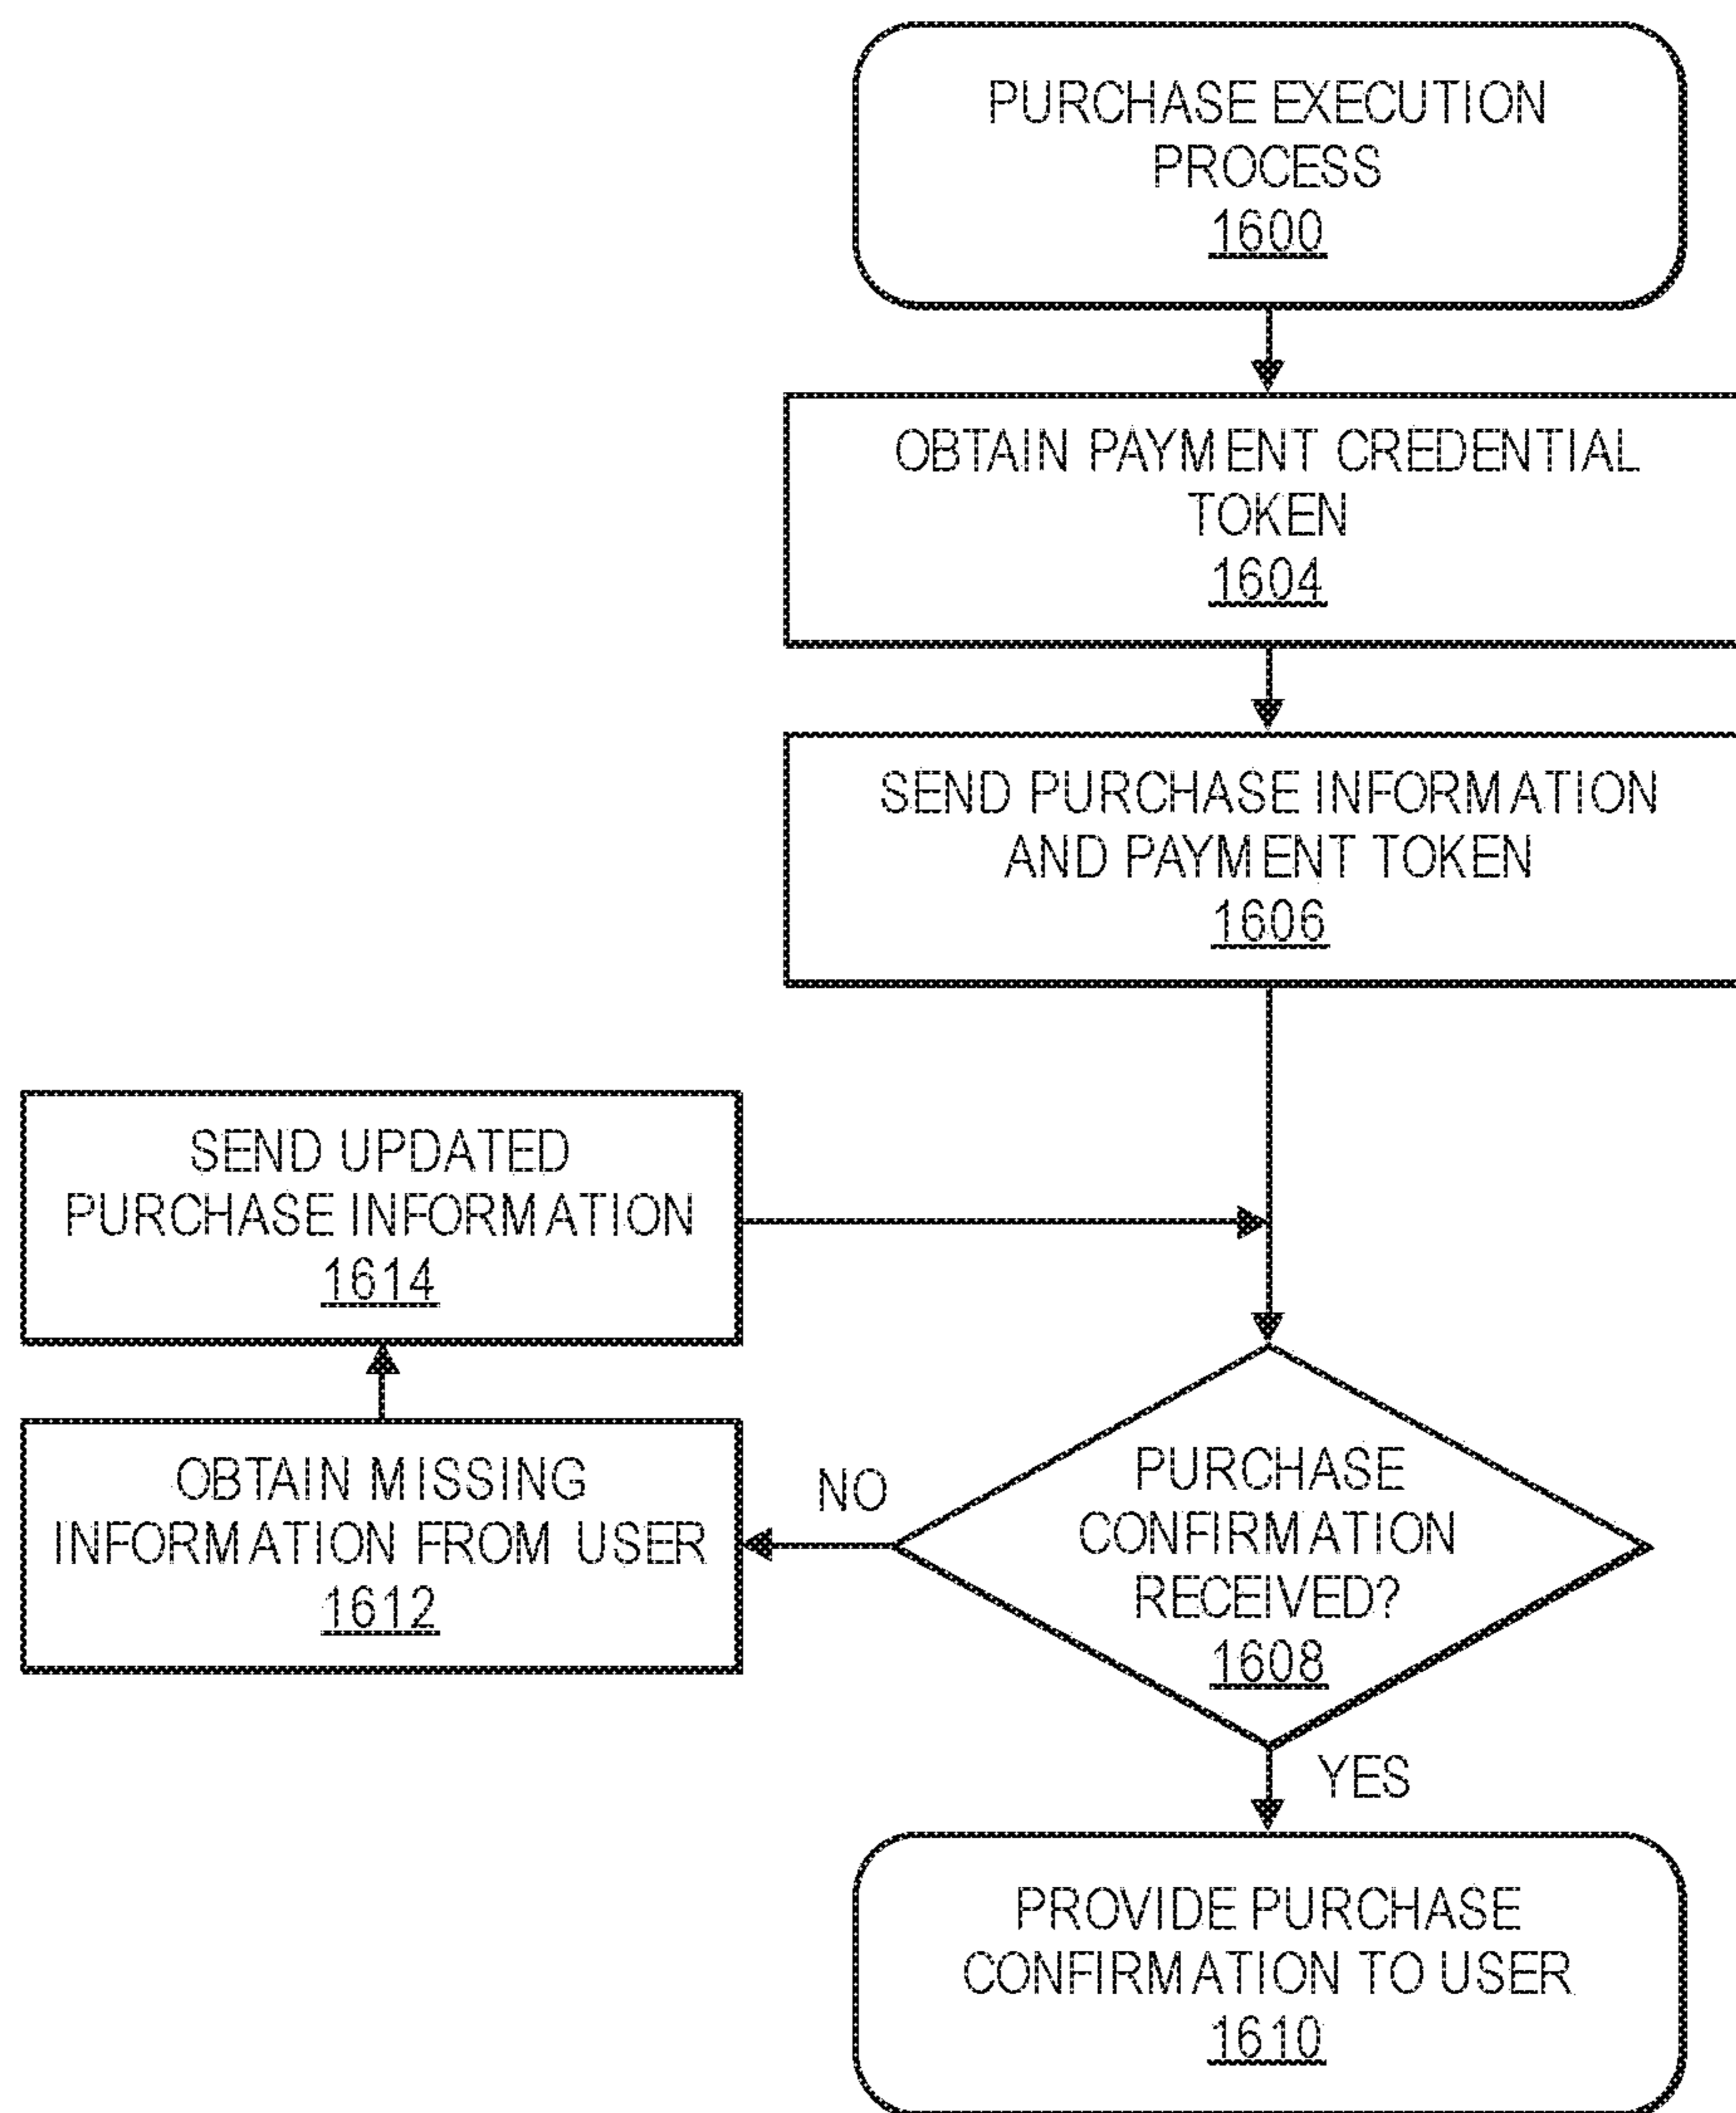 PURCHASE EXECUTION
PROCESS
1600
OBTAIN PAYMENT CREDENTIAL
TOKEN
1604
SEND PURCHASE INFORMATION
AND PAYMENT TOKEN
1606
SEND UPDATED
PURCHASE INFORMATION
1614
OBTAIN MISSING
INFORMATION FROM USER
1612
NO
PURCHASE
CONFIRMATION
RECEIVED?
1608
YES
PROVIDE PURCHASE
CONFIRMATION TO USER
1610